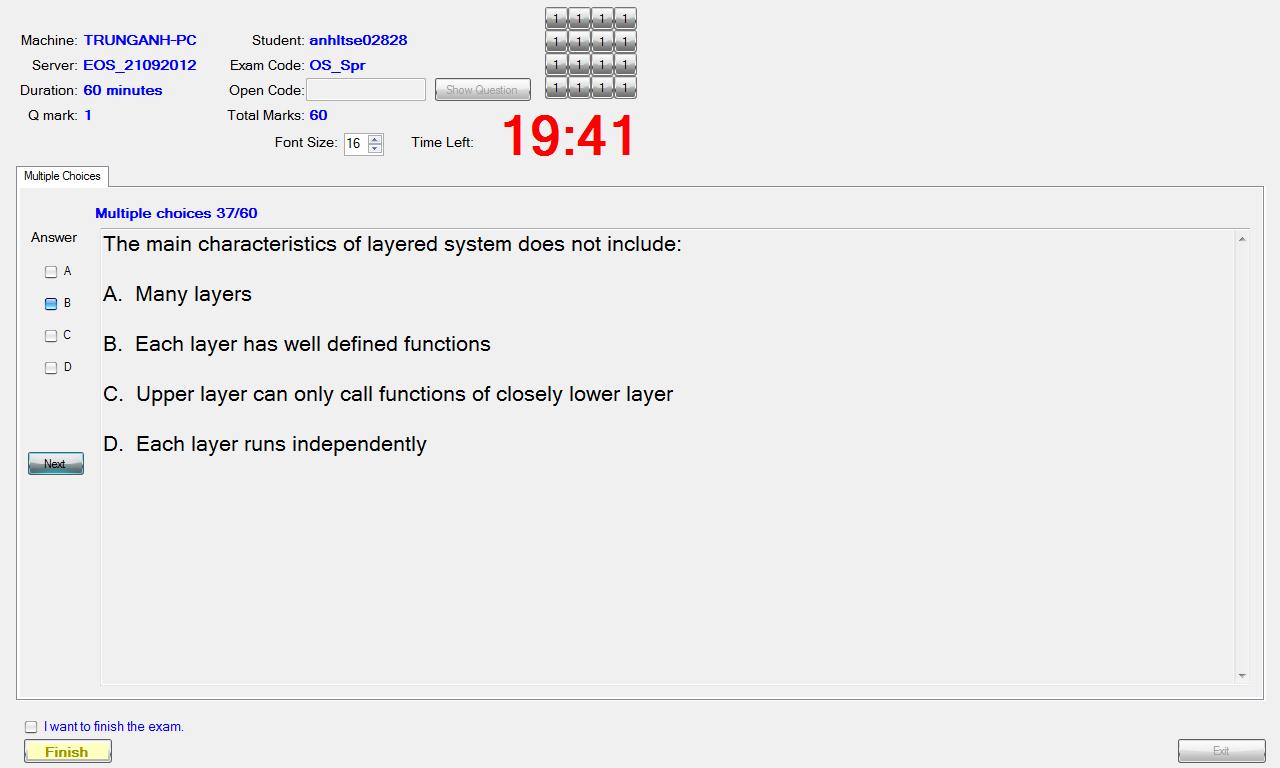 Machine: TRUNGANH-PC Student: anhltse02828
Server: EOS_21092012 Exam Code: OS_Spr
Duration: 60 minutes Open Code: Show Question
Q mark: 1 Total Marks: 60
Font Size: 16 Time Left: 19:41
1 1 1 1
1 1 1 1
1 1 1 1
1 1 1 1
Multiple Choices
Multiple choices 37/60
Answer
A
B
C
D
Next
The main characteristics of layered system does not include:
A. Many layers
B. Each layer has well defined functions
C. Upper layer can only call functions of closely lower layer
D. Each layer runs independently
I want to finish the exam.
Finish
Exit